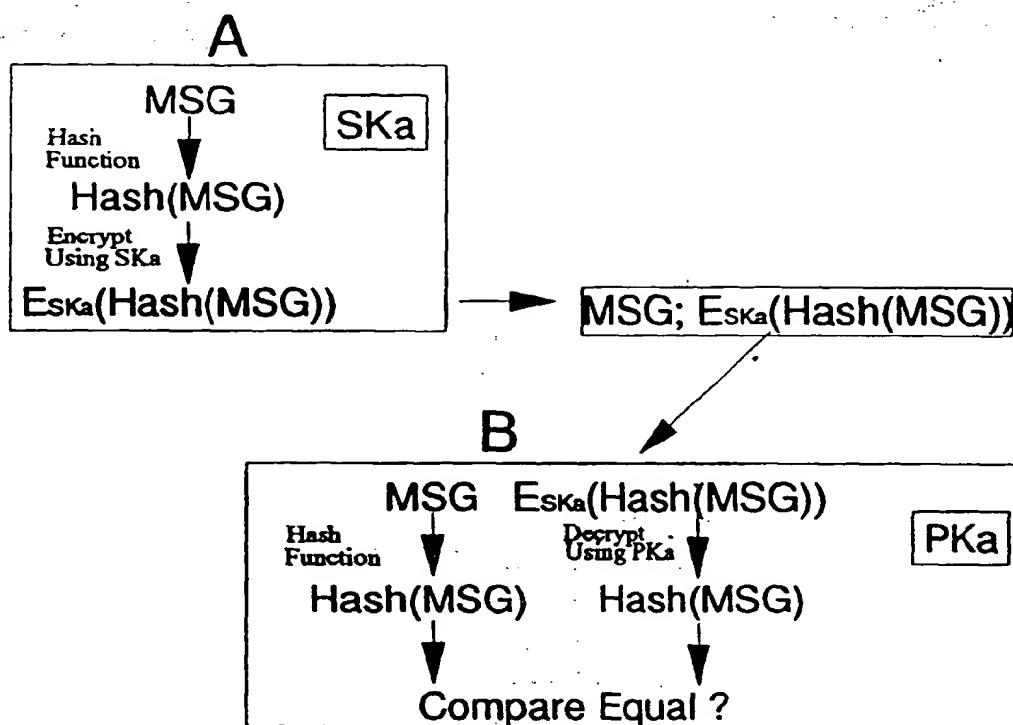 A
MSG
SKa
Hash
Function
Hash(MSG)
Encrypt
Using SKa
ESKa(Hash(MSG))
MSG; ESKa(Hash(MSG))
B
MSG
ESKa(Hash(MSG))
PKa
Hash
Function
Decrypt
Using PKa
Hash(MSG)
Hash(MSG)
Compare Equal ?